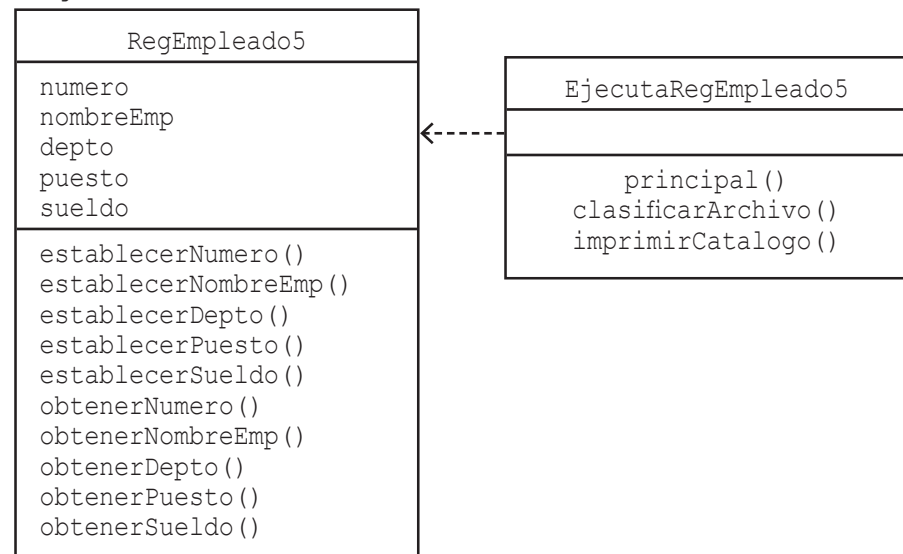 RegEmpleado5
numero
nombreEmp
depto
puesto
sueldo
establecerNumero()
establecerNombreEmp()
establecerDepto()
establecerPuesto()
establecerSueldo()
obtenerNumero()
obtenerNombreEmp()
obtenerDepto()
obtenerPuesto()
obtenerSueldo()
EjecutaRegEmpleado5
principal()
clasificarArchivo()
imprimirCatalogo()